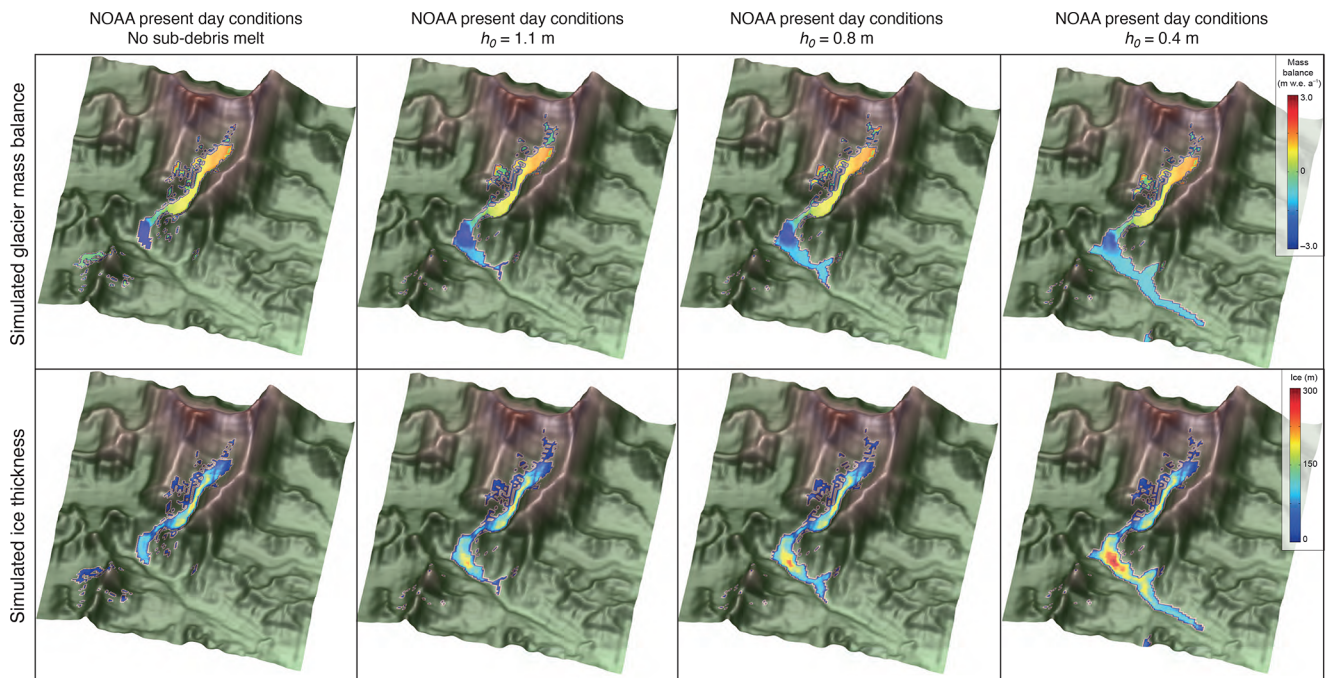 NOAA present day conditions
No sub-debris melt
NOAA present day conditions
h₀ = 1.1 m
NOAA present day conditions
h₀ = 0.8 m
NOAA present day conditions
h₀ = 0.4 m
Simulated glacier mass balance
Mass
balance
(m w.e. a⁻¹)
3.0
0
−3.0
Simulated ice thickness
Ice (m)
300
150
0